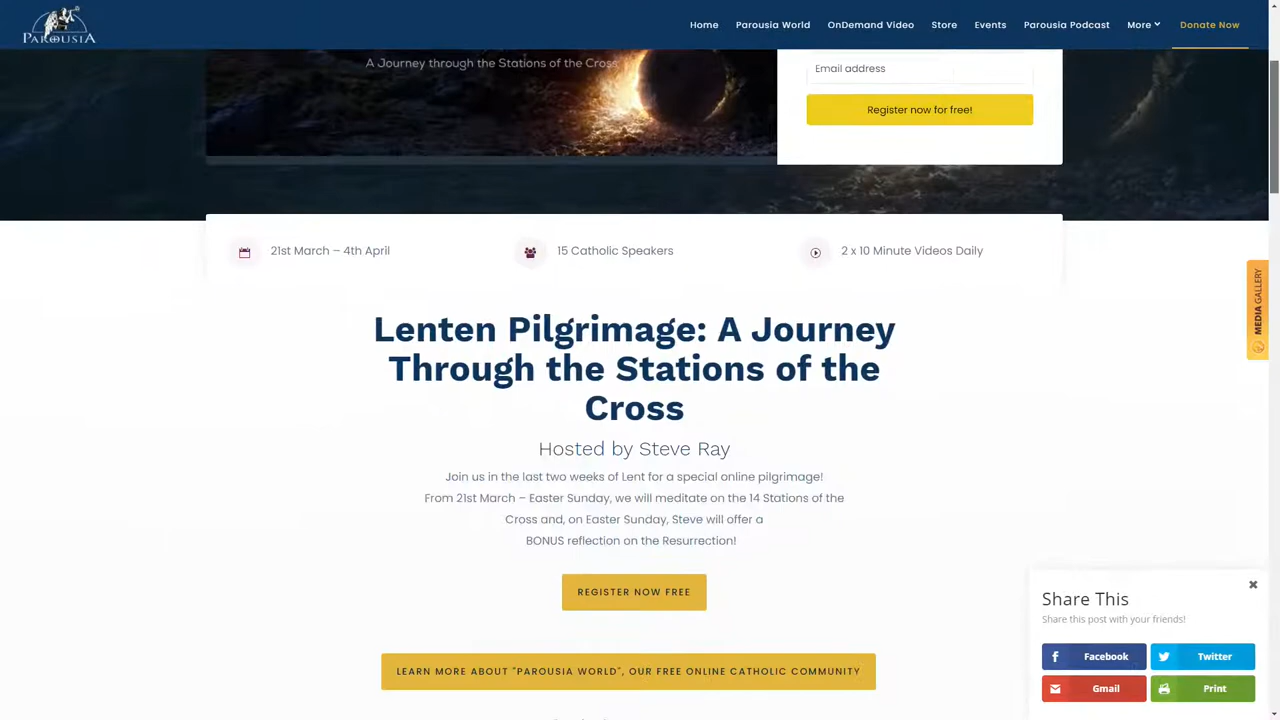 PAROUSIA
Home Parousia World OnDemand Video Store Events Parousia Podcast More Donate Now
A Journey through the Stations of the Cross
Email address
Register now for free!
21st March – 4th April
15 Catholic Speakers
2 x 10 Minute Videos Daily
MEDIA GALLERY
Lenten Pilgrimage: A Journey
Through the Stations of the
Cross
Hosted by Steve Ray
Join us in the last two weeks of Lent for a special online pilgrimage!
From 21st March – Easter Sunday, we will meditate on the 14 Stations of the
Cross and, on Easter Sunday, Steve will offer a
BONUS reflection on the Resurrection!
REGISTER NOW FREE
LEARN MORE ABOUT "PAROUSIA WORLD", OUR FREE ONLINE CATHOLIC COMMUNITY
Share This
Share this post with your friends!
Facebook
Twitter
Gmail
Print